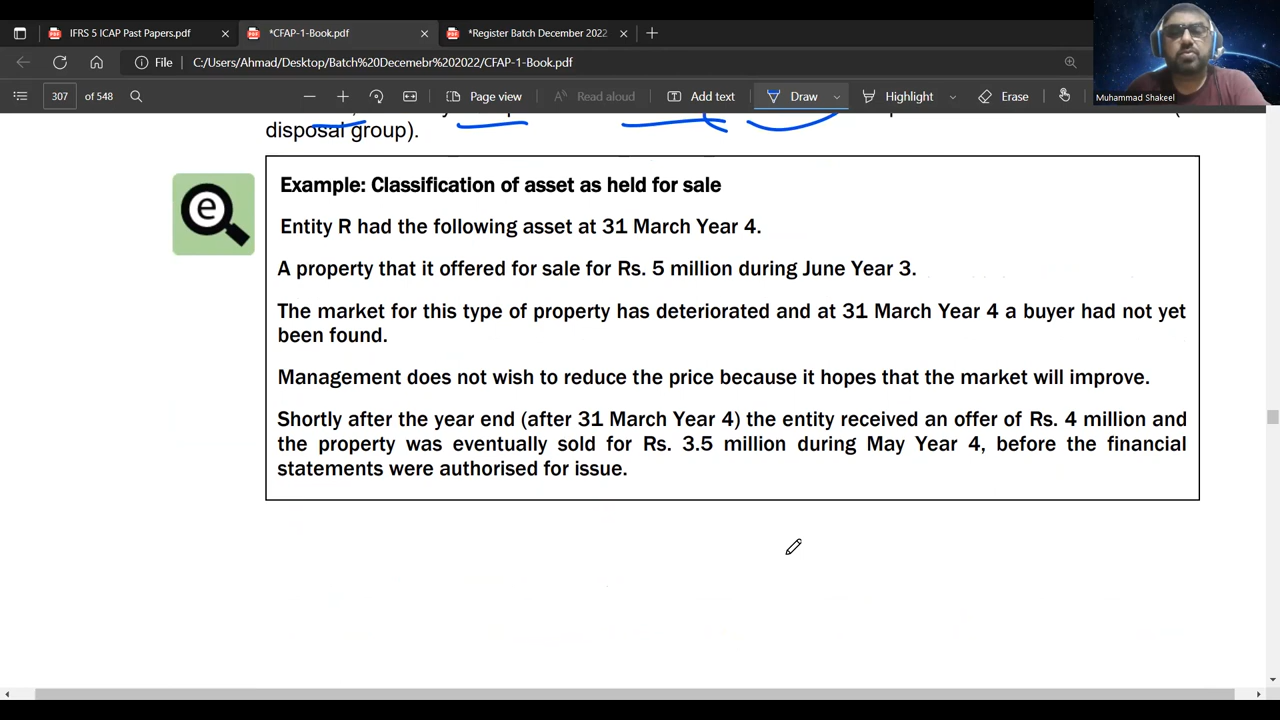 IFRS 5 ICAP Past Papers.pdf
*CFAP-1-Book.pdf
*Register Batch December 2022
File
C:/Users/Ahmad/Desktop/Batch%20Decemebr%202022/CFAP-1-Book.pdf
307 of 548
Page view
Read aloud
Add text
Draw
Highlight
Erase
Muhammad Shakeel
disposal group).
e
Example: Classification of asset as held for sale
Entity R had the following asset at 31 March Year 4.
A property that it offered for sale for Rs. 5 million during June Year 3.
The market for this type of property has deteriorated and at 31 March Year 4 a buyer had not yet
been found.
Management does not wish to reduce the price because it hopes that the market will improve.
Shortly after the year end (after 31 March Year 4) the entity received an offer of Rs. 4 million and
the property was eventually sold for Rs. 3.5 million during May Year 4, before the financial
statements were authorised for issue.